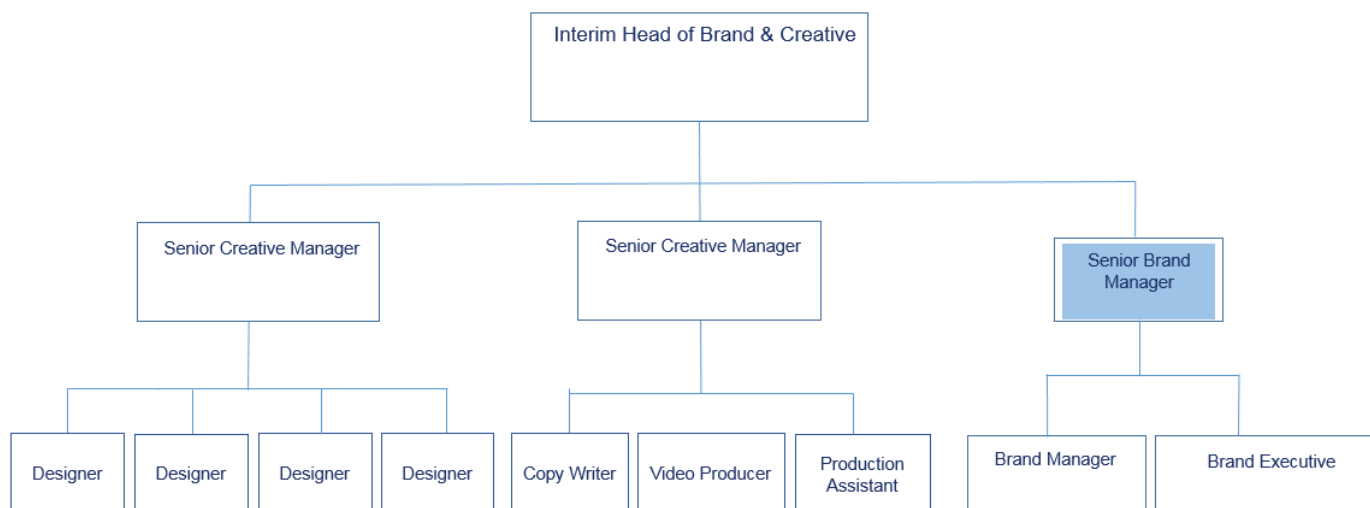 Interim Head of Brand & Creative
Senior Creative Manager
Senior Creative Manager
Senior Brand
Manager
Designer
Designer
Designer
Designer
Copy Writer
Video Producer
Production
Assistant
Brand Manager
Brand Executive